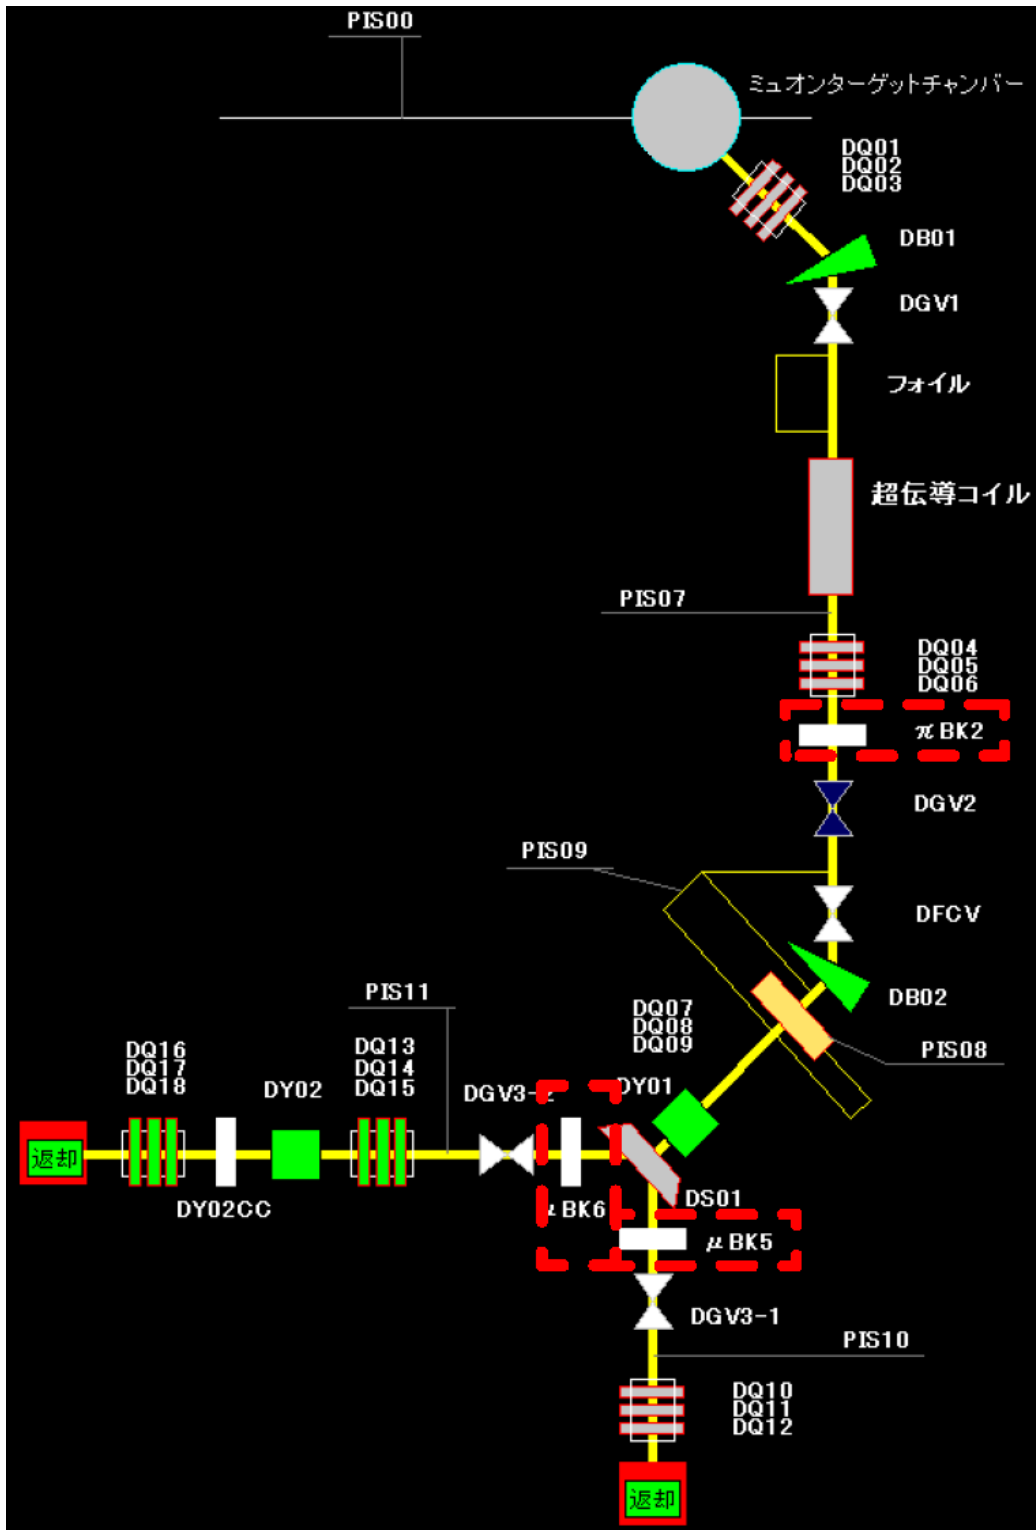 PIS00
ミュオンターゲットチャンバー
DQ01
DQ02
DQ03
DB01
DGV1
フォイル
超伝導コイル
PIS07
DQ04
DQ05
DQ06
πBK2
DGV2
PIS09
DFCV
PIS11
DQ07
DQ08
DQ09
DB02
PIS08
DQ16
DQ17
DQ18
DQ13
DQ14
DQ15
DY02
DGV3-2
DY01
返却
DY02CC
μBK6
DS01
μBK5
DGV3-1
PIS10
DQ10
DQ11
DQ12
返却